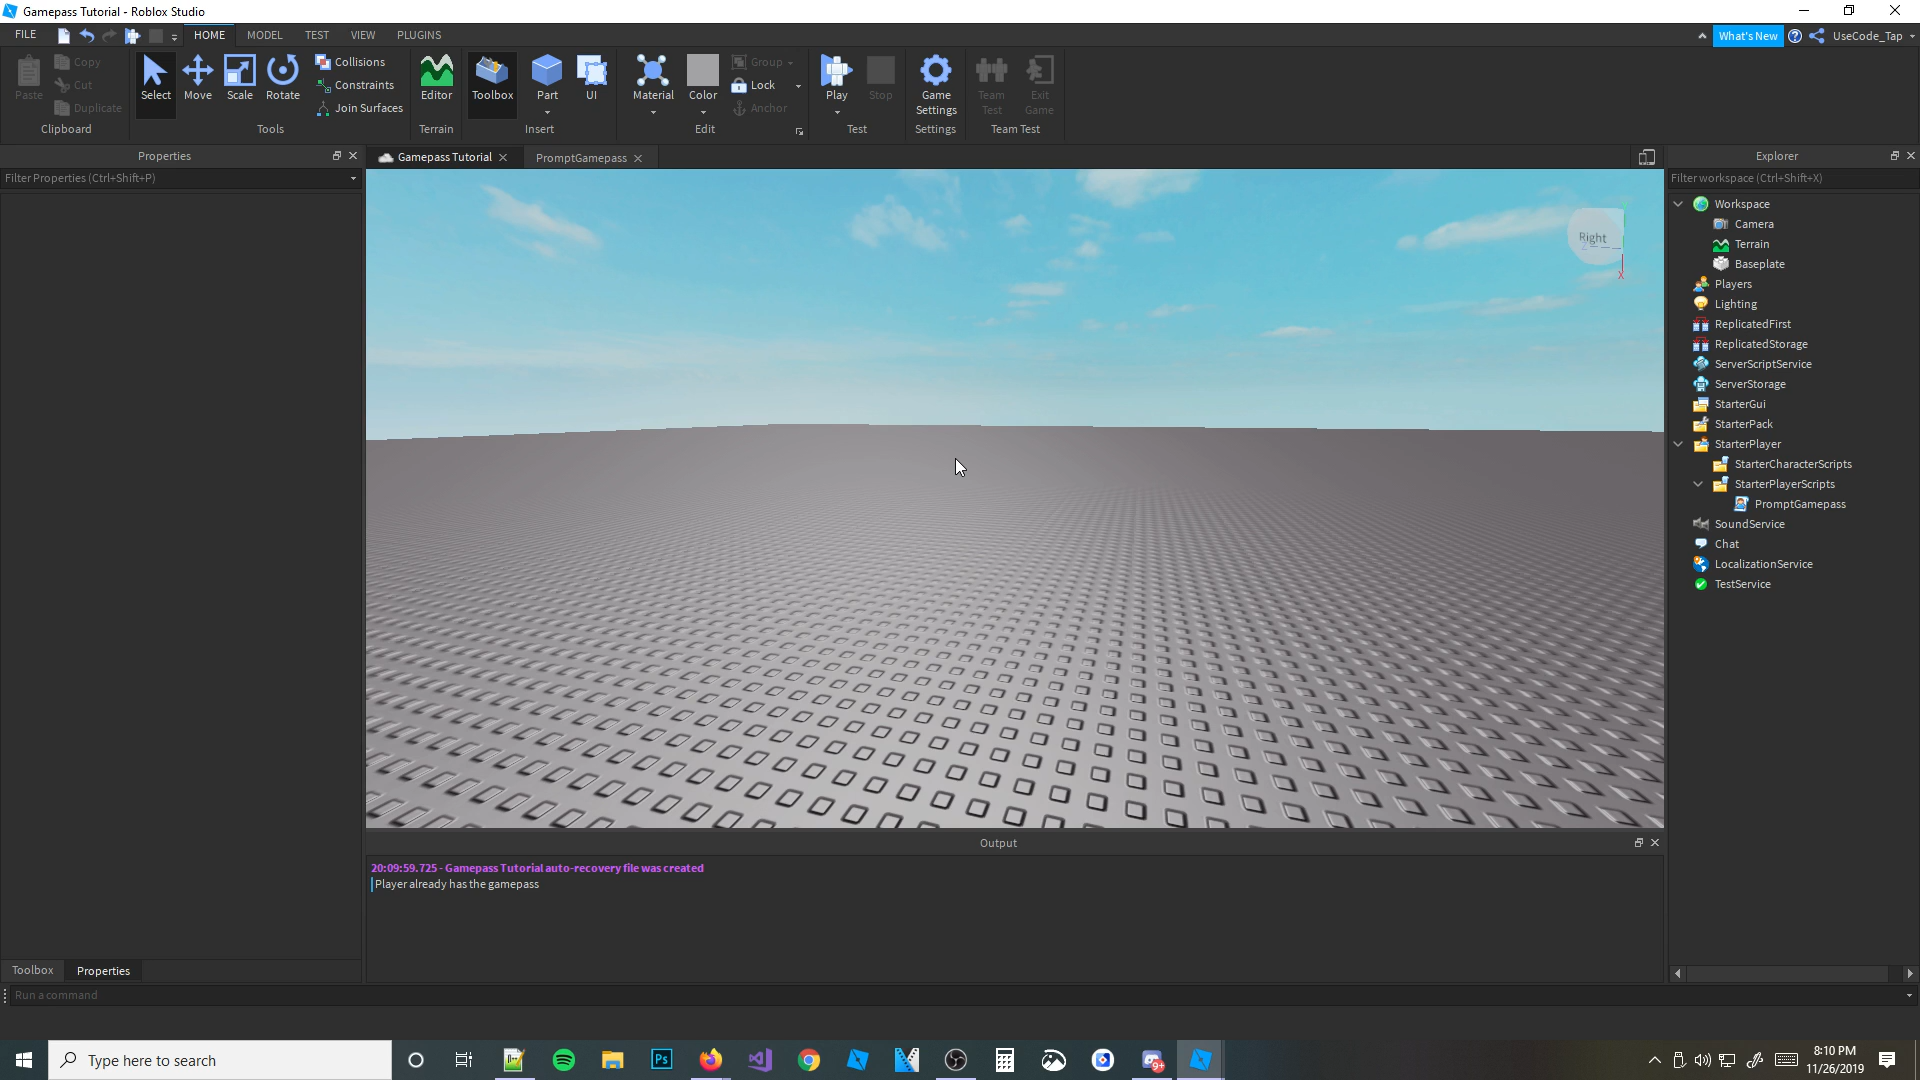 Gamepass Tutorial - Roblox Studio
FILE HOME MODEL TEST VIEW PLUGINS What's New UseCode_Tap
Paste Copy Cut Duplicate
Select Move Scale Rotate
Collisions
Constraints
Join Surfaces
Editor
Toolbox Part UI
Material Color
Group
Lock
Anchor
Play Stop
Game Settings
Team Test
Exit Game
Clipboard Tools Terrain Insert Edit Test Settings Team Test
Properties
Filter Properties (Ctrl+Shift+P)
Gamepass Tutorial
PromptGamepass
Right
Z
X
Explorer
Filter workspace (Ctrl+Shift+X)
Workspace
Camera
Terrain
Baseplate
Players
Lighting
ReplicatedFirst
ReplicatedStorage
ServerScriptService
ServerStorage
StarterGui
StarterPack
StarterPlayer
StarterCharacterScripts
StarterPlayerScripts
PromptGamepass
SoundService
Chat
LocalizationService
TestService
Output
20:09:59.725 - Gamepass Tutorial auto-recovery file was created
Player already has the gamepass
Toolbox Properties
Run a command
Type here to search
Ps
9+
8:10 PM
11/26/2019